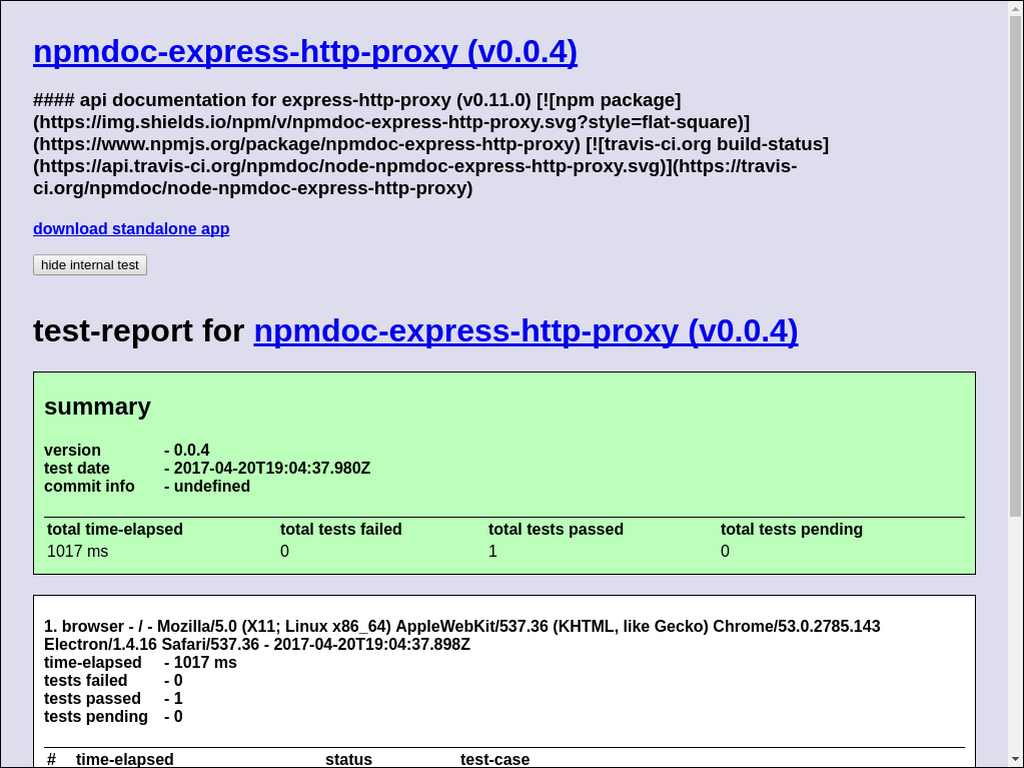 npmdoc-express-http-proxy (v0.0.4)
#### api documentation for express-http-proxy (v0.11.0) [![npm package]
(https://img.shields.io/npm/v/npmdoc-express-http-proxy.svg?style=flat-square)]
(https://www.npmjs.org/package/npmdoc-express-http-proxy) [![travis-ci.org build-status]
(https://api.travis-ci.org/npmdoc/node-npmdoc-express-http-proxy.svg)](https://travis-
ci.org/npmdoc/node-npmdoc-express-http-proxy)
download standalone app
hide internal test
test-report for npmdoc-express-http-proxy (v0.0.4)
summary
version - 0.0.4
test date - 2017-04-20T19:04:37.980Z
commit info - undefined
total time-elapsed total tests failed total tests passed total tests pending
1017 ms 0 1 0
1. browser - / - Mozilla/5.0 (X11; Linux x86_64) AppleWebKit/537.36 (KHTML, like Gecko) Chrome/53.0.2785.143
Electron/1.4.16 Safari/537.36 - 2017-04-20T19:04:37.898Z
time-elapsed - 1017 ms
tests failed - 0
tests passed - 1
tests pending - 0
# time-elapsed status test-case